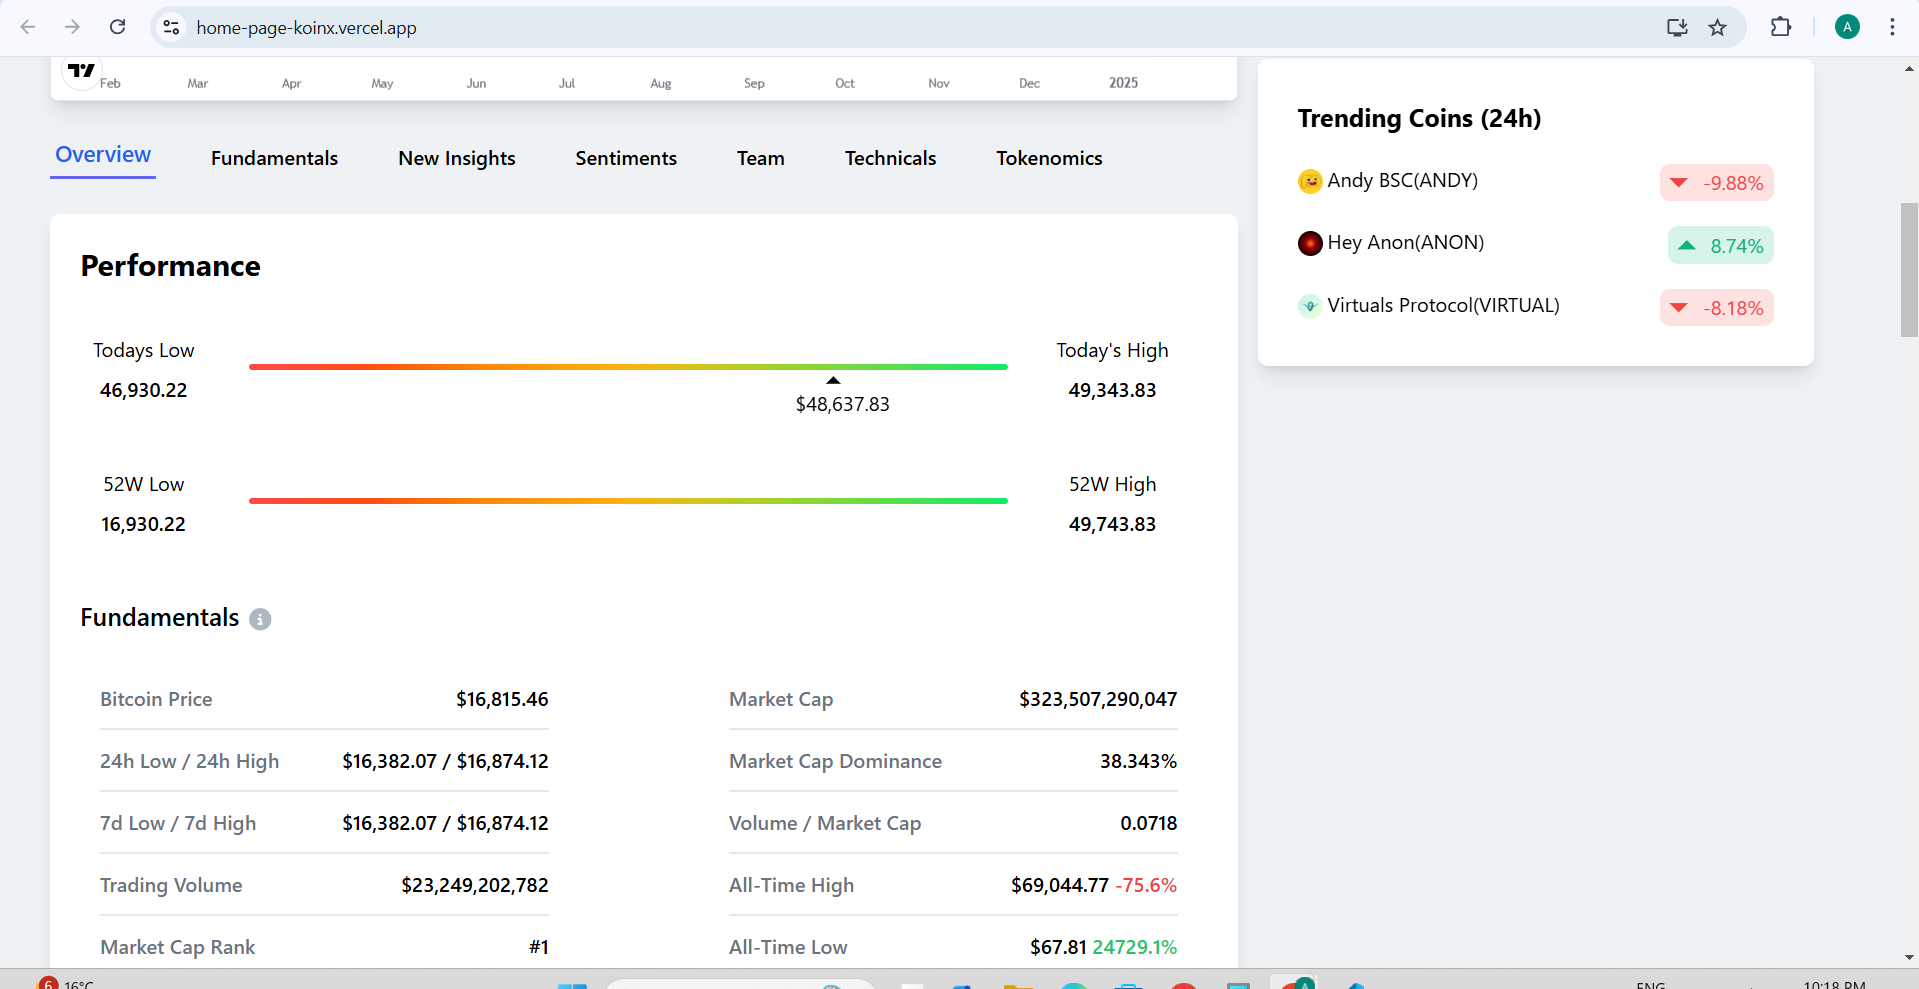 home-page-koinx.vercel.app
A
Feb Mar Apr May Jun Jul Aug Sep Oct Nov Dec 2025
Overview Fundamentals New Insights Sentiments Team Technicals Tokenomics
Performance
Todays Low Today's High
46,930.22 49,343.83
$48,637.83
52W Low 52W High
16,930.22 49,743.83
Fundamentals
Bitcoin Price $16,815.46 Market Cap $323,507,290,047
24h Low / 24h High $16,382.07 / $16,874.12 Market Cap Dominance 38.343%
7d Low / 7d High $16,382.07 / $16,874.12 Volume / Market Cap 0.0718
Trading Volume $23,249,202,782 All-Time High $69,044.77 -75.6%
Market Cap Rank #1 All-Time Low $67.81 24729.1%
Trending Coins (24h)
Andy BSC(ANDY) -9.88%
Hey Anon(ANON) 8.74%
Virtuals Protocol(VIRTUAL) -8.18%
6 16°C A ENG 10:18 PM